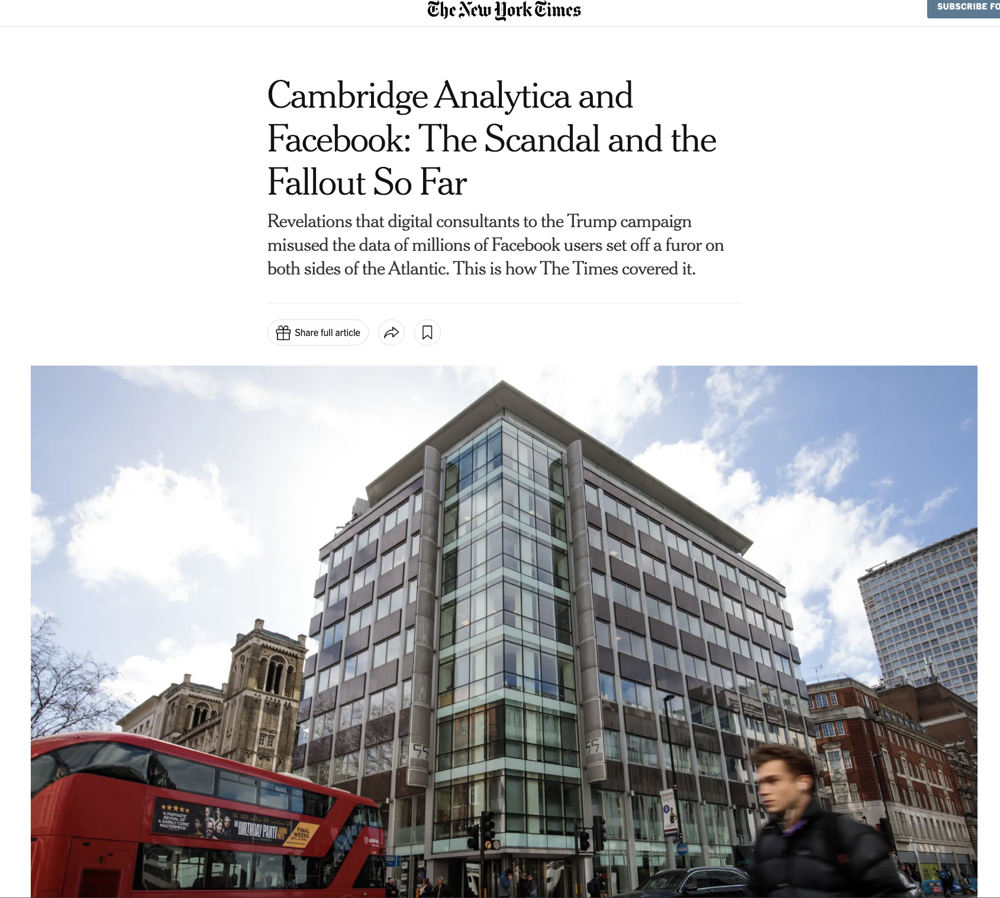 The New York Times
SUBSCRIBE FO
Cambridge Analytica and
Facebook: The Scandal and the
Fallout So Far
Revelations that digital consultants to the Trump campaign
misused the data of millions of Facebook users set off a furor on
both sides of the Atlantic. This is how The Times covered it.
Share full article
55
55
"A FANTASTIC
REVIVAL OF
A DARKLY COMIC
MASTERPIECE"
THE BIRTHDAY PARTY
FINAL
WEEKS
ARRIVA